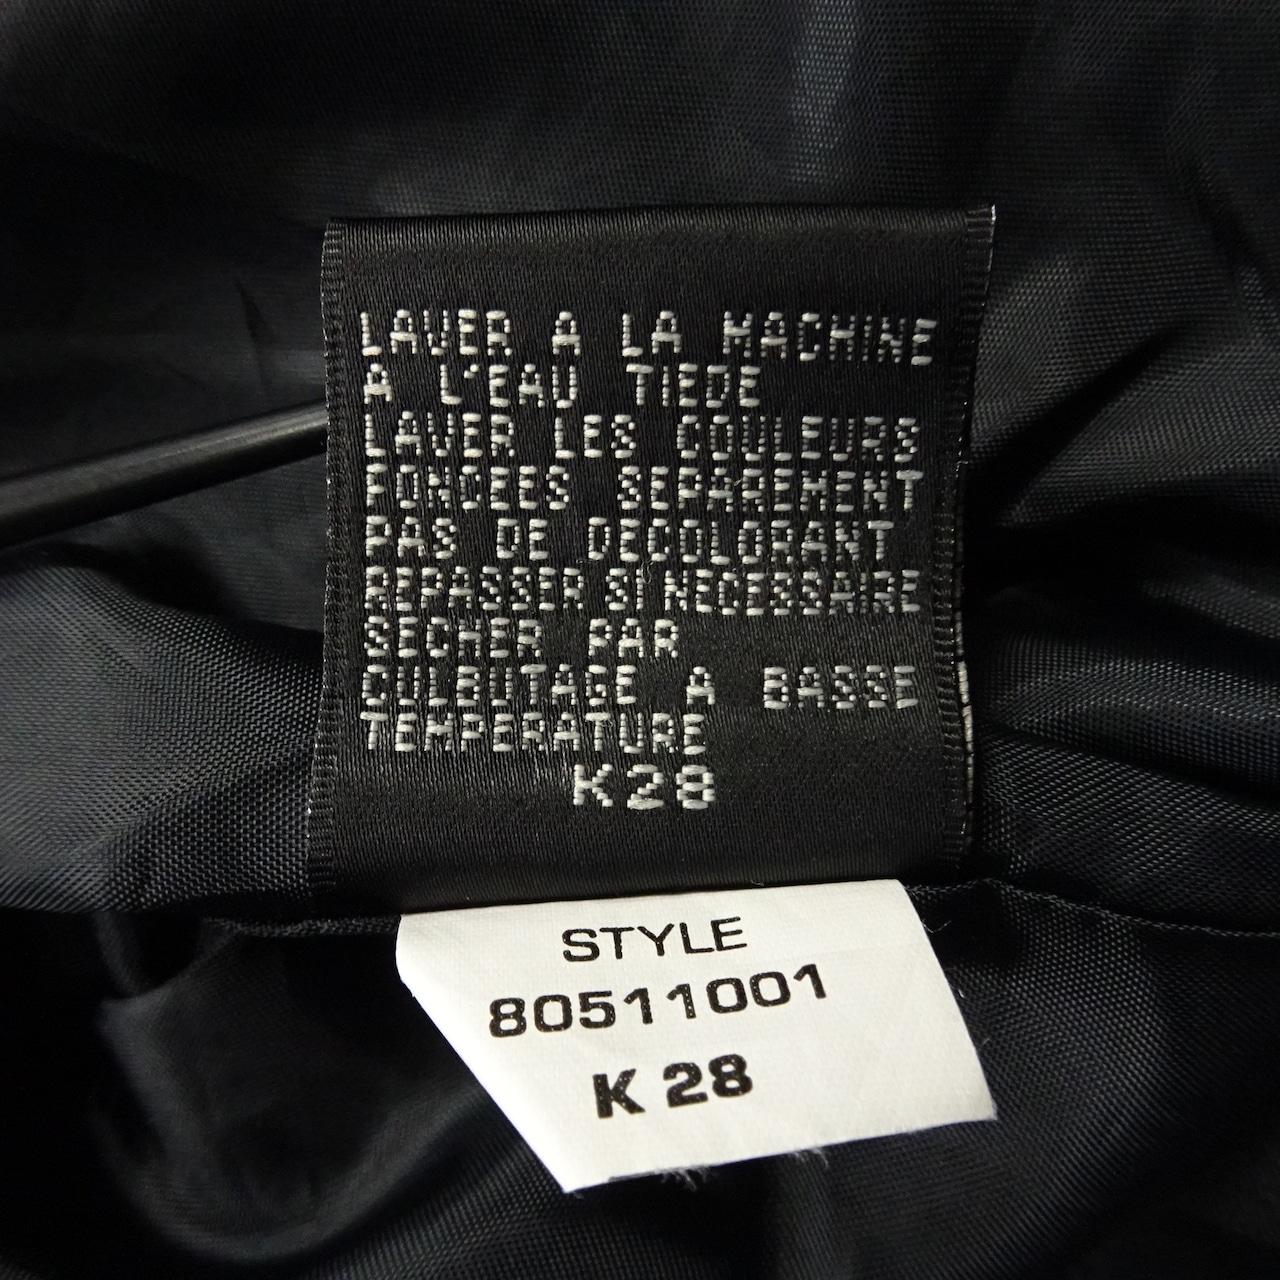 LAVER A LA MACHINE
A L'EAU TIEDE
LAVER LES COULEURS
FONCEES SEPAREMENT
PAS DE DECOLORANT
REPASSER SI NECESSAIRE
SECHER PAR
CULBUTAGE A BASSE
TEMPERATURE
K28
STYLE
80511001
K 28